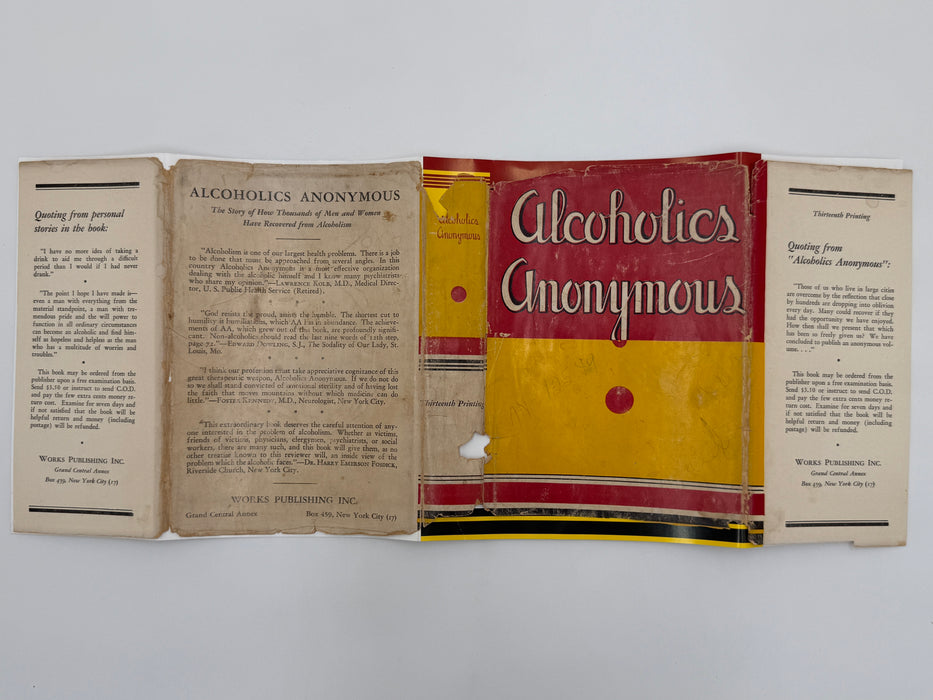 Quoting from personal
stories in the book:
"I have no more idea of taking a
drink to aid me through a difficult
period than I would if I had never
drank."
"The point I hope I have made is—
even a man with everything from the
material standpoint, a man with tre-
mendous pride and the will power to
function in all ordinary circumstances
can become an alcoholic and find him-
self as hopeless and helpless as the man
who has a multitude of worries and
troubles."
This book may be ordered from the
publisher upon a free examination basis.
Send $3.50 or instruct to send C.O.D.
and pay the few extra cents money re-
turn cost. Examine for seven days and
if not satisfied that the book will be
helpful return and money (including
postage) will be refunded.
WORKS PUBLISHING INC.
Grand Central Annex
Box 459, New York City (17)
ALCOHOLICS ANONYMOUS
The Story of How Thousands of Men and Women
Have Recovered from Alcoholism
"Alcoholism is one of our largest health problems. There is a job
to be done that must be approached from several angles. In this
country Alcoholics Anonymous is a most effective organization
dealing with the alcoholic himself and I know many psychiatrists
who share my opinion."—LAWRENCE KOLB, M.D., Medical Direc-
tor, U. S. Public Health Service (Retired).
"God resists the proud, assists the humble. The shortest cut to
humility is humiliations, which AA has in abundance. The achieve-
ments of AA, which grew out of this book, are profoundly signifi-
cant. Non-alcoholics should read the last nine words of 12th step,
page 72."—EDWARD DOWLING, S.J., The Sodality of Our Lady, St.
Louis, Mo.
"I think our profession must take appreciative cognizance of this
great therapeutic weapon, Alcoholics Anonymous. If we do not do
so we shall stand convicted of emotional sterility and of having lost
the faith that moves mountains without which medicine can do
little."—FOSTER KENNEDY, M.D., Neurologist, New York City.
"This extraordinary book deserves the careful attention of any-
one interested in the problem of alcoholism. Whether as victims,
friends of victims, physicians, clergymen, psychiatrists, or social
workers, there are many such, and this book will give them, as no
other treatise known to this reviewer will, an inside view of the
problem which the alcoholic faces."—DR. HARRY EMERSON FOSDICK,
Riverside Church, New York City.
WORKS PUBLISHING INC.
Grand Central Annex Box 459, New York City (17)
Alcoholics
Anonymous
Thirteenth Printing
Alcoholics
Anonymous
Thirteenth Printing
Quoting from
"Alcoholics Anonymous":
"Those of us who live in large cities
are overcome by the reflection that close
by hundreds are dropping into oblivion
every day. Many could recover if they
had the opportunity we have enjoyed.
How then shall we present that which
has been so freely given us? We have
concluded to publish an anonymous vol-
ume. . . ."
This book may be ordered from the
publisher upon a free examination basis.
Send $3.50 or instruct to send C.O.D.
and pay the few extra cents money re-
turn cost. Examine for seven days and
if not satisfied that the book will be
helpful return and money (including
postage) will be refunded.
WORKS PUBLISHING INC.
Grand Central Annex
Box 459, New York City (17)